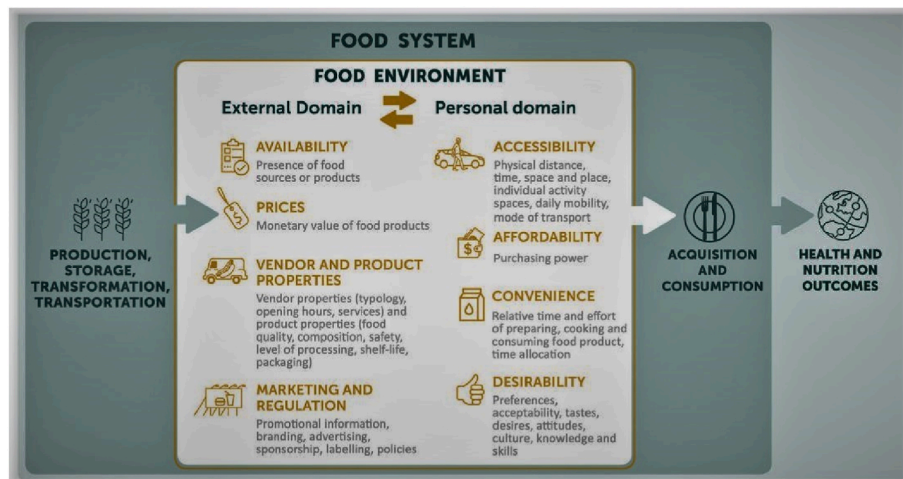 FOOD SYSTEM
FOOD ENVIRONMENT
External Domain
Personal domain
PRODUCTION,
STORAGE,
TRANSFORMATION,
TRANSPORTATION
AVAILABILITY
Presence of food
sources or products
PRICES
Monetary value of food products
VENDOR AND PRODUCT
PROPERTIES
Vendor properties (typology,
opening hours, services) and
product properties (food
quality, composition, safety,
level of processing, shelf-life,
packaging)
MARKETING AND
REGULATION
Promotional information,
branding, advertising,
sponsorship, labelling, policies
ACCESSIBILITY
Physical distance,
time, space and place,
individual activity
spaces, daily mobility,
mode of transport
AFFORDABILITY
Purchasing power
CONVENIENCE
Relative time and effort
of preparing, cooking and
consuming food product,
time allocation
DESIRABILITY
Preferences,
acceptability, tastes,
desires, attitudes,
culture, knowledge and
skills
ACQUISITION
AND
CONSUMPTION
HEALTH AND
NUTRITION
OUTCOMES